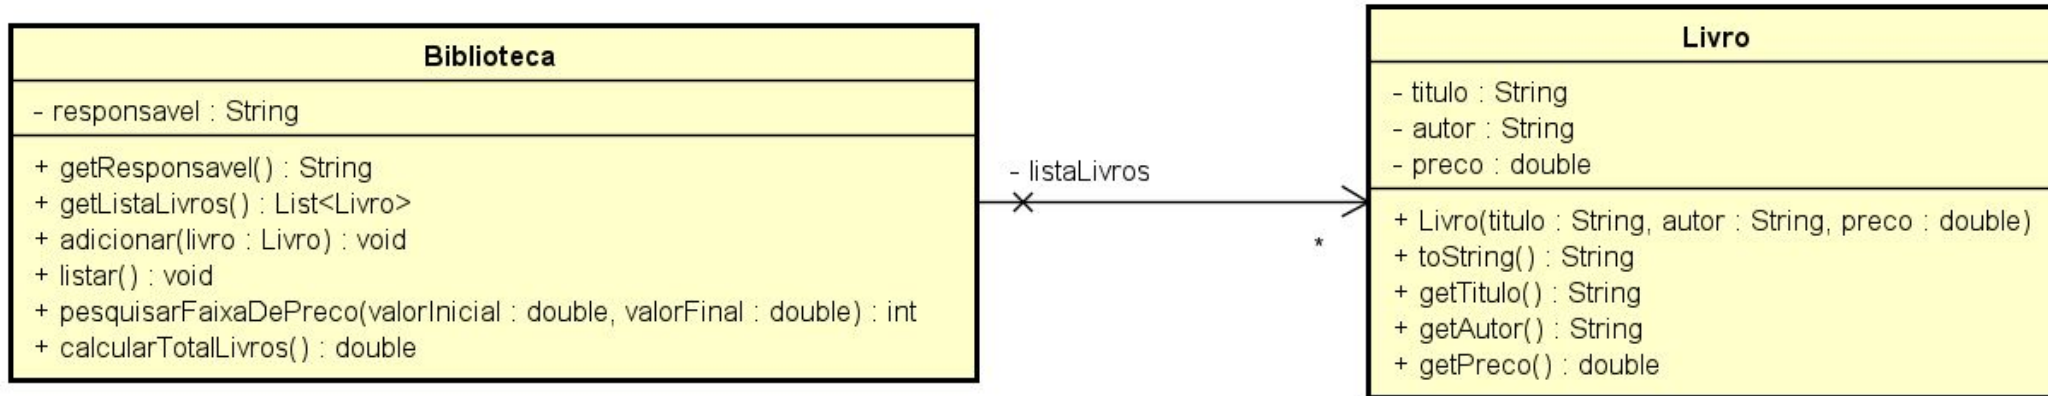 Biblioteca
- responsavel : String
+ getResponsavel() : String
+ getListaLivros() : List<Livro>
+ adicionar(livro : Livro) : void
+ listar() : void
+ pesquisarFaixaDePreco(valorInicial : double, valorFinal : double) : int
+ calcularTotalLivros() : double
- listaLivros
*
Livro
- titulo : String
- autor : String
- preco : double
+ Livro(titulo : String, autor : String, preco : double)
+ toString() : String
+ getTitulo() : String
+ getAutor() : String
+ getPreco() : double